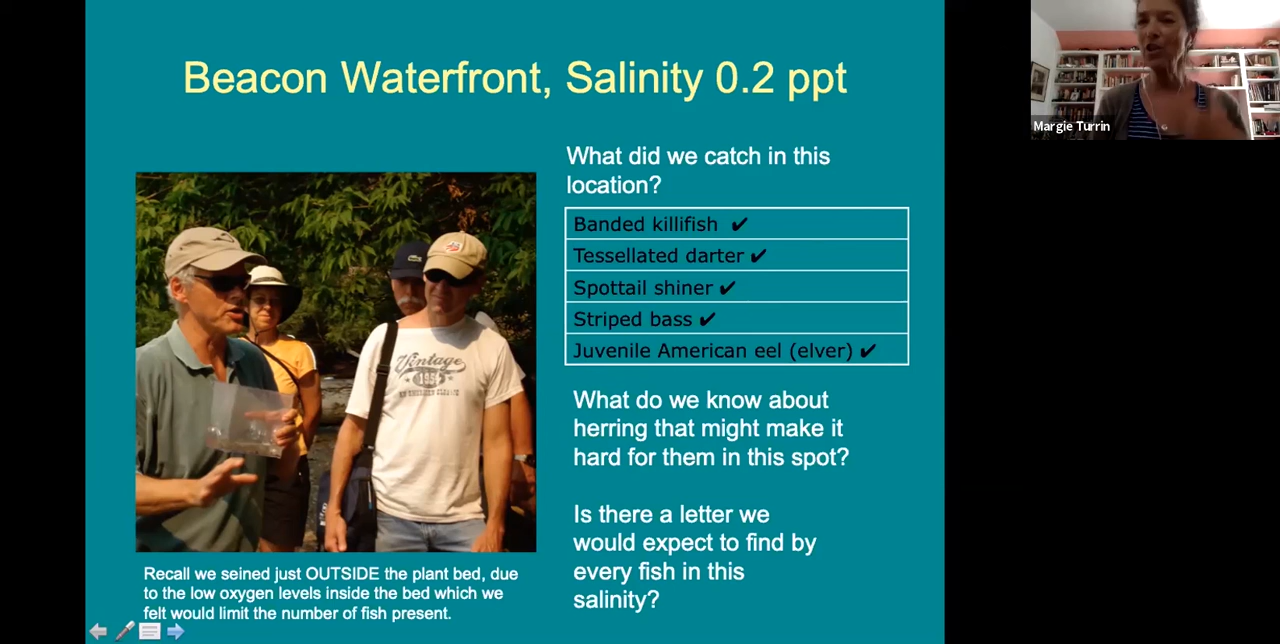 Beacon Waterfront, Salinity 0.2 ppt
Margie Turrin
What did we catch in this
location?
Banded killifish ✔
Tessellated darter ✔
Spottail shiner ✔
Striped bass ✔
Juvenile American eel (elver) ✔
What do we know about
herring that might make it
hard for them in this spot?
Is there a letter we
would expect to find by
every fish in this
salinity?
Vintage
Recall we seined just OUTSIDE the plant bed, due
to the low oxygen levels inside the bed which we
felt would limit the number of fish present.